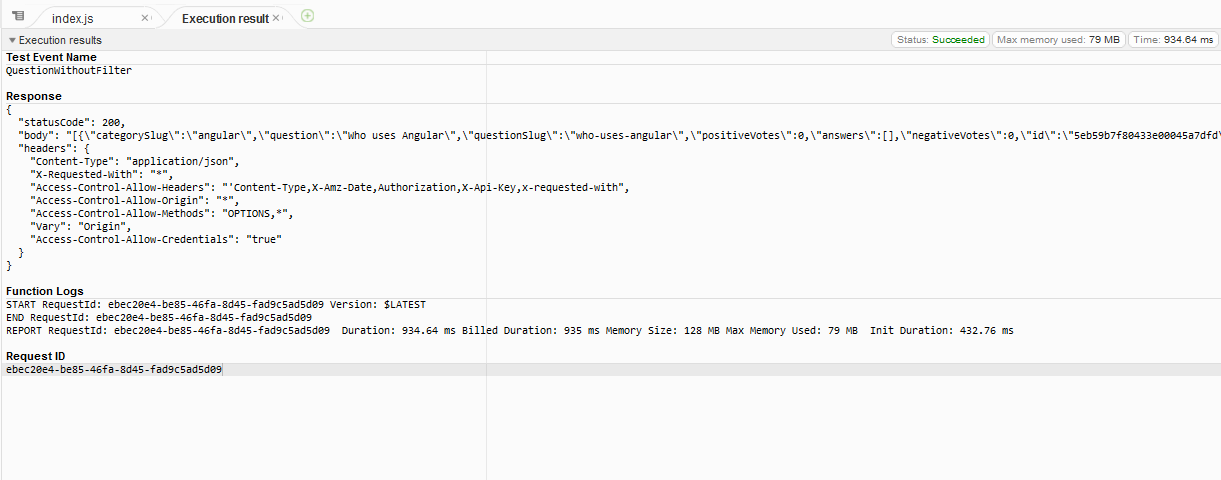 index.js
Execution result
Execution results
Status: Succeeded
Max memory used: 79 MB
Time: 934.64 ms
Test Event Name
QuestionWithoutFilter
Response
{
  "statusCode": 200,
  "body": "[{\"categorySlug\":\"angular\",\"question\":\"Who uses Angular\",\"questionSlug\":\"who-uses-angular\",\"positiveVotes\":0,\"answers\":[],\"negativeVotes\":0,\"id\":\"5eb59b7f80433e00045a7dfd\
  "headers": {
    "Content-Type": "application/json",
    "X-Requested-With": "*",
    "Access-Control-Allow-Headers": "'Content-Type,X-Amz-Date,Authorization,X-Api-Key,x-requested-with",
    "Access-Control-Allow-Origin": "*",
    "Access-Control-Allow-Methods": "OPTIONS,*",
    "Vary": "Origin",
    "Access-Control-Allow-Credentials": "true"
  }
}
Function Logs
START RequestId: ebec20e4-be85-46fa-8d45-fad9c5ad5d09 Version: $LATEST
END RequestId: ebec20e4-be85-46fa-8d45-fad9c5ad5d09
REPORT RequestId: ebec20e4-be85-46fa-8d45-fad9c5ad5d09  Duration: 934.64 ms Billed Duration: 935 ms Memory Size: 128 MB Max Memory Used: 79 MB  Init Duration: 432.76 ms
Request ID
ebec20e4-be85-46fa-8d45-fad9c5ad5d09